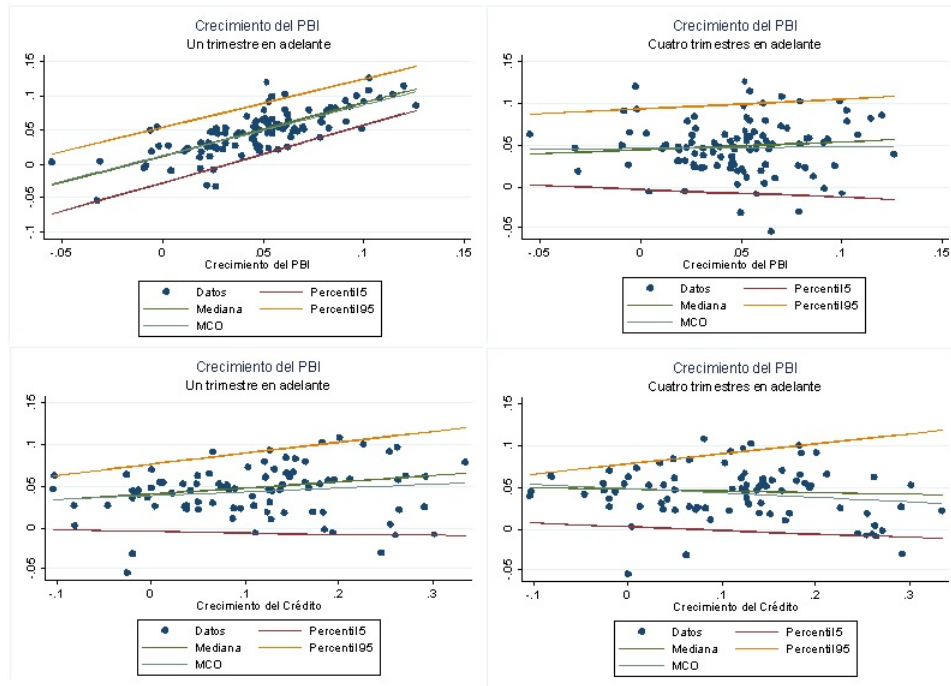 Crecimiento del PBI
Un trimestre en adelante
.15
.1
.05
0
-.05
-.1
-.05 0 .05 .1 .15
Crecimiento del PBI
Datos Percentil5
Mediana Percentil95
MCO
Crecimiento del PBI
Cuatro trimestres en adelante
.15
.1
.05
0
-.05
-.05 0 .05 .1 .15
Crecimiento del PBI
Datos Percentil5
Mediana Percentil95
MCO
Crecimiento del PBI
Un trimestre en adelante
.15
.1
.05
0
-.05
-.1 0 .1 .2 .3
Crecimiento del Crédito
Datos Percentil5
Mediana Percentil95
MCO
Crecimiento del PBI
Cuatro trimestres en adelante
.15
.1
.05
0
-.05
-.1 0 .1 .2 .3
Crecimiento del Crédito
Datos Percentil5
Mediana Percentil95
MCO